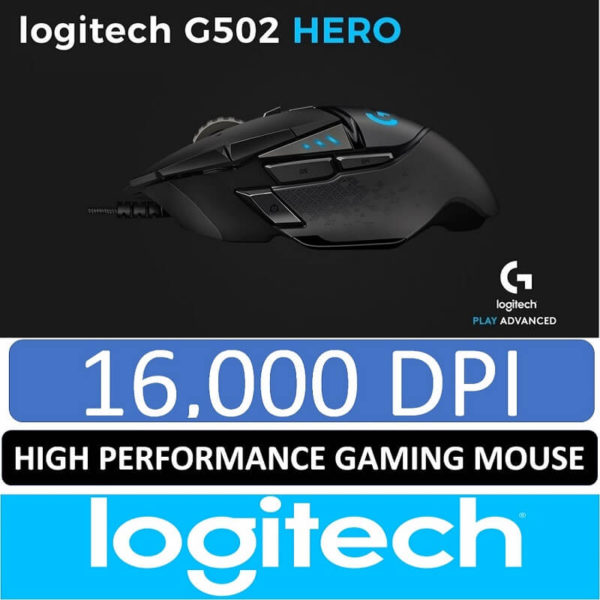 logitech G502 HERO
logitech
PLAY ADVANCED
16,000 DPI
HIGH PERFORMANCE GAMING MOUSE
logitech®